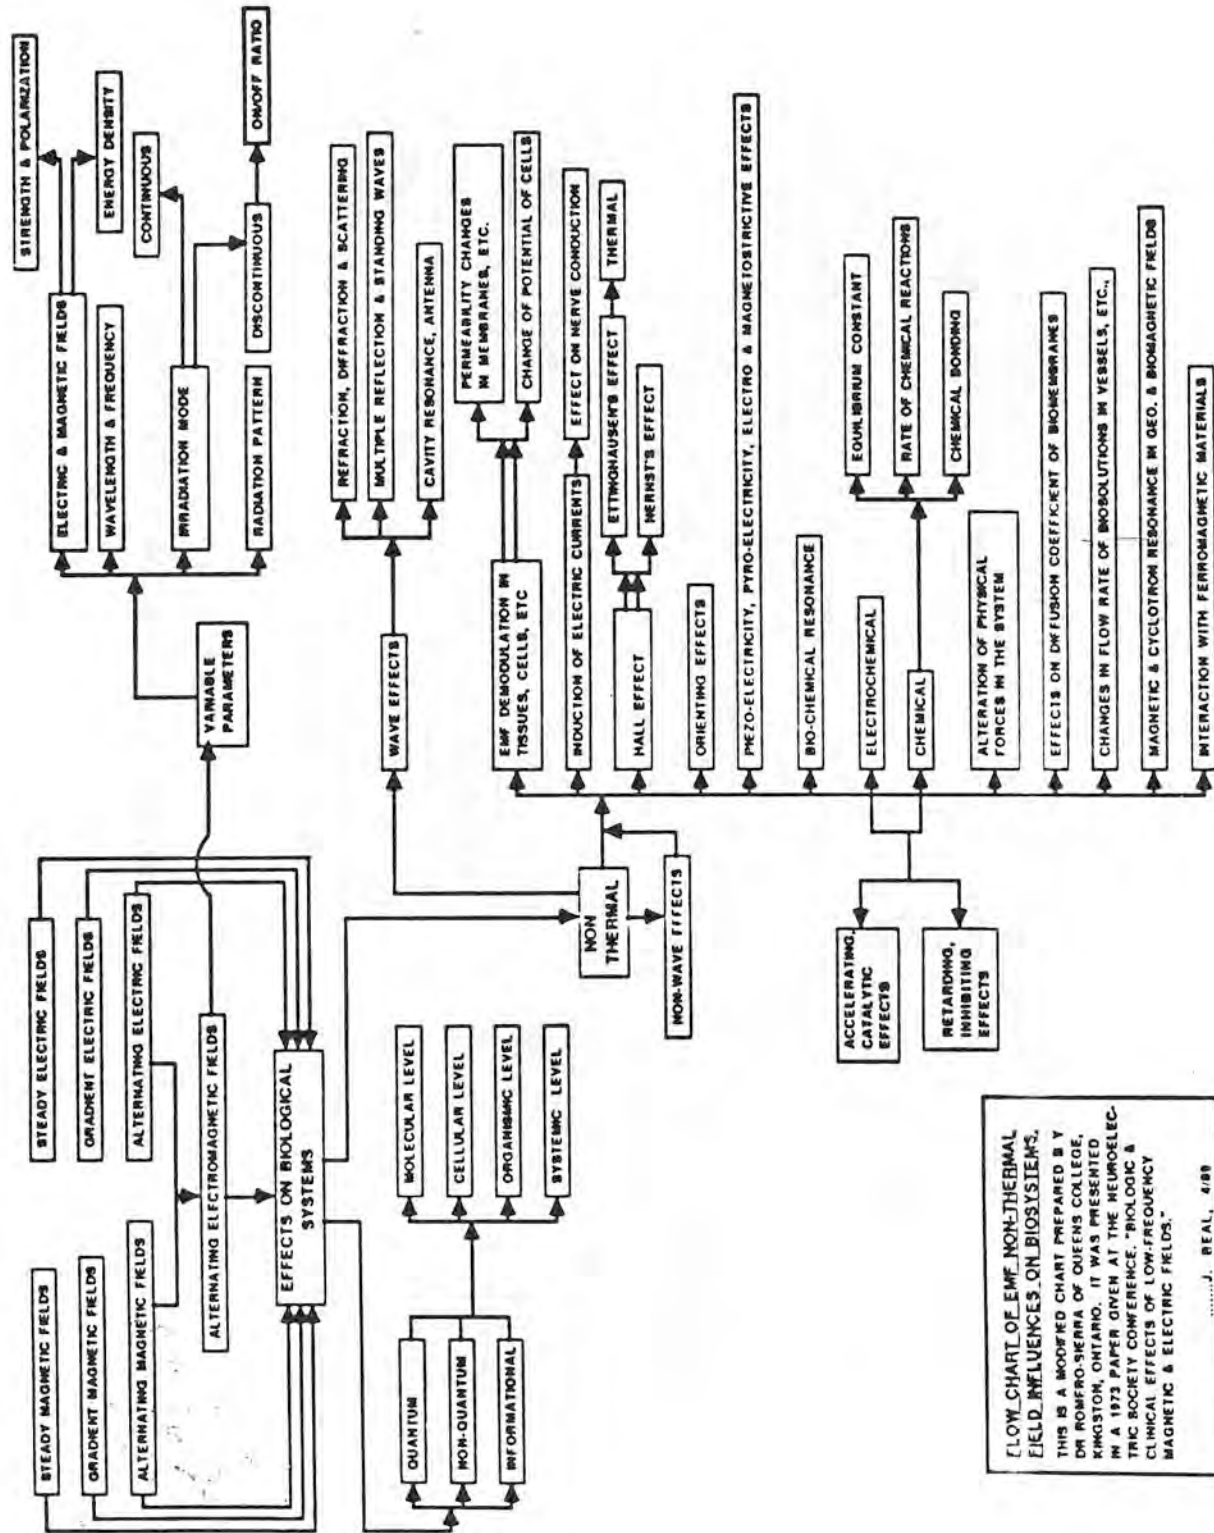 STEADY MAGNETIC FIELDS
GRADIENT MAGNETIC FIELDS
ALTERNATING MAGNETIC FIELDS
STEADY ELECTRIC FIELDS
GRADIENT ELECTRIC FIELDS
ALTERNATING ELECTRIC FIELDS
ALTERNATING ELECTROMAGNETIC FIELDS
EFFECTS ON BIOLOGICAL
SYSTEMS
VARIABLE
PARAMETERS
ELECTRIC & MAGNETIC FIELDS
STRENGTH & POLARIZATION
ENERGY DENSITY
WAVELENGTH & FREQUENCY
IRRADIATION MODE
CONTINUOUS
DISCONTINUOUS
ON/OFF RATIO
RADIATION PATTERN
QUANTUM
NON-QUANTUM
INFORMATIONAL
MOLECULAR LEVEL
CELLULAR LEVEL
ORGANISMIC LEVEL
SYSTEMIC LEVEL
NON
THERMAL
NON-WAVE EFFECTS
WAVE EFFECTS
REFRACTION, DIFFRACTION & SCATTERING
MULTIPLE REFLECTION & STANDING WAVES
CAVITY RESONANCE, ANTENNA
EMF DEMODULATION IN
TISSUES, CELLS, ETC
PERMEABILITY CHANGES
IN MEMBRANES, ETC.
CHANGE OF POTENTIAL OF CELLS
INDUCTION OF ELECTRIC CURRENTS
EFFECT ON NERVE CONDUCTION
HALL EFFECT
ETTINGHAUSEN'S EFFECT
THERMAL
NERNST'S EFFECT
ORIENTING EFFECTS
PIEZO-ELECTRICITY, PYRO-ELECTRICITY, ELECTRO & MAGNETOSTRICTIVE EFFECTS
BIO-CHEMICAL RESONANCE
ELECTROCHEMICAL
CHEMICAL
EQUILIBRUM CONSTANT
RATE OF CHEMICAL REACTIONS
CHEMICAL BONDING
ACCELERATING,
CATALYTIC
EFFECTS
RETARDING,
INHIBITING
EFFECTS
ALTERATION OF PHYSICAL
FORCES IN THE SYSTEM
EFFECTS ON DIFFUSION COEFFICIENT OF BIOMEMBRANES
CHANGES IN FLOW RATE OF BIOSOLUTIONS IN VESSELS, ETC.,
MAGNETIC & CYCLOTRON RESONANCE IN GEO. & BIOMAGNETIC FIELDS
INTERACTION WITH FERROMAGNETIC MATERIALS
FLOW CHART OF EMF NON-THERMAL
FIELD INFLUENCES ON BIOSYSTEMS.
THIS IS A MODIFIED CHART PREPARED BY
DR ROMERO-SIERRA OF QUEENS COLLEGE,
KINGSTON, ONTARIO. IT WAS PRESENTED
IN A 1973 PAPER GIVEN AT THE NEUROELEC-
TRIC SOCIETY CONFERENCE. "BIOLOGIC &
CLINICAL EFFECTS OF LOW-FREQUENCY
MAGNETIC & ELECTRIC FIELDS."
......J. BEAL, 4/89